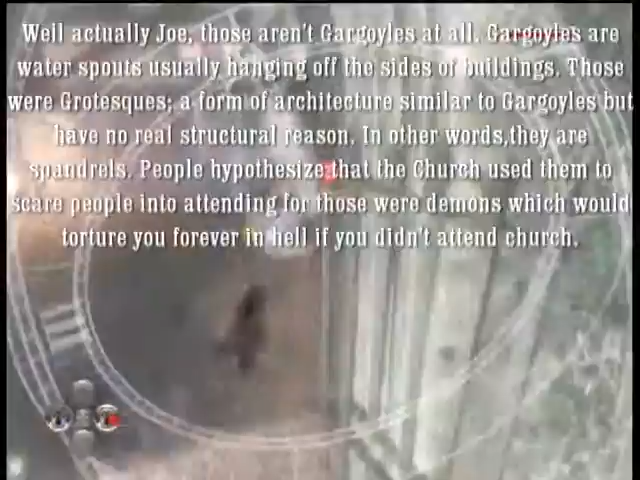 Well actually Joe, those aren't Gargoyles at all. Gargoyles are
water spouts usually hanging off the sides of buildings. Those
were Grotesques; a form of architecture similar to Gargoyles but
have no real structural reason. In other words,they are
spandrels. People hypothesize that the Church used them to
scare people into attending for those were demons which would
torture you forever in hell if you didn't attend church.